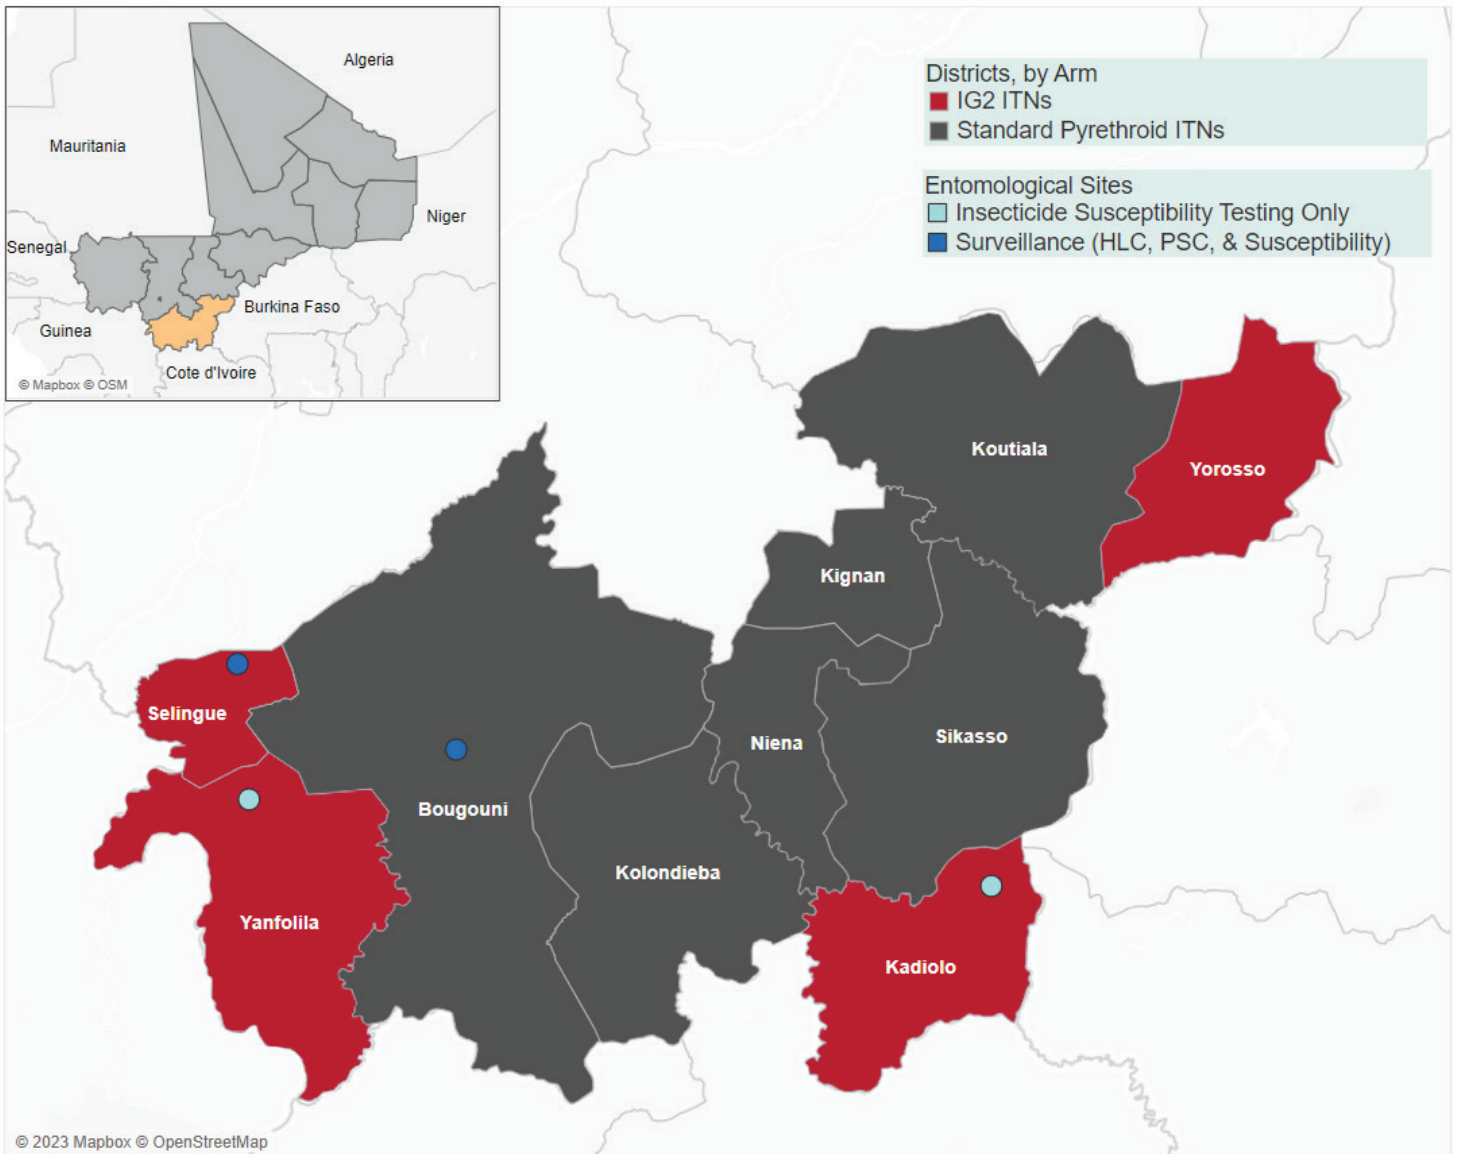 Algeria
Mauritania
Niger
Senegal
Burkina Faso
Guinea
Cote d'Ivoire
© Mapbox © OSM
Districts, by Arm
IG2 ITNs
Standard Pyrethroid ITNs
Entomological Sites
Insecticide Susceptibility Testing Only
Surveillance (HLC, PSC, & Susceptibility)
Koutiala
Yorosso
Kignan
Selingue
Niena
Sikasso
Bougouni
Kolondieba
Yanfolila
Kadiolo
© 2023 Mapbox © OpenStreetMap